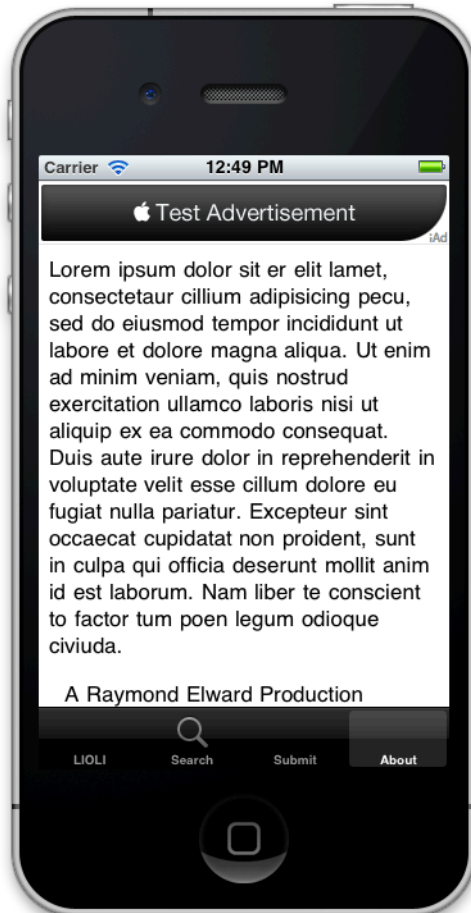 Carrier 12:49 PM
Test Advertisement
iAd
Lorem ipsum dolor sit er elit lamet,
consectetaur cillium adipisicing pecu,
sed do eiusmod tempor incididunt ut
labore et dolore magna aliqua. Ut enim
ad minim veniam, quis nostrud
exercitation ullamco laboris nisi ut
aliquip ex ea commodo consequat.
Duis aute irure dolor in reprehenderit in
voluptate velit esse cillum dolore eu
fugiat nulla pariatur. Excepteur sint
occaecat cupidatat non proident, sunt
in culpa qui officia deserunt mollit anim
id est laborum. Nam liber te conscient
to factor tum poen legum odioque
civiuda.
A Raymond Elward Production
LIOLI Search Submit About